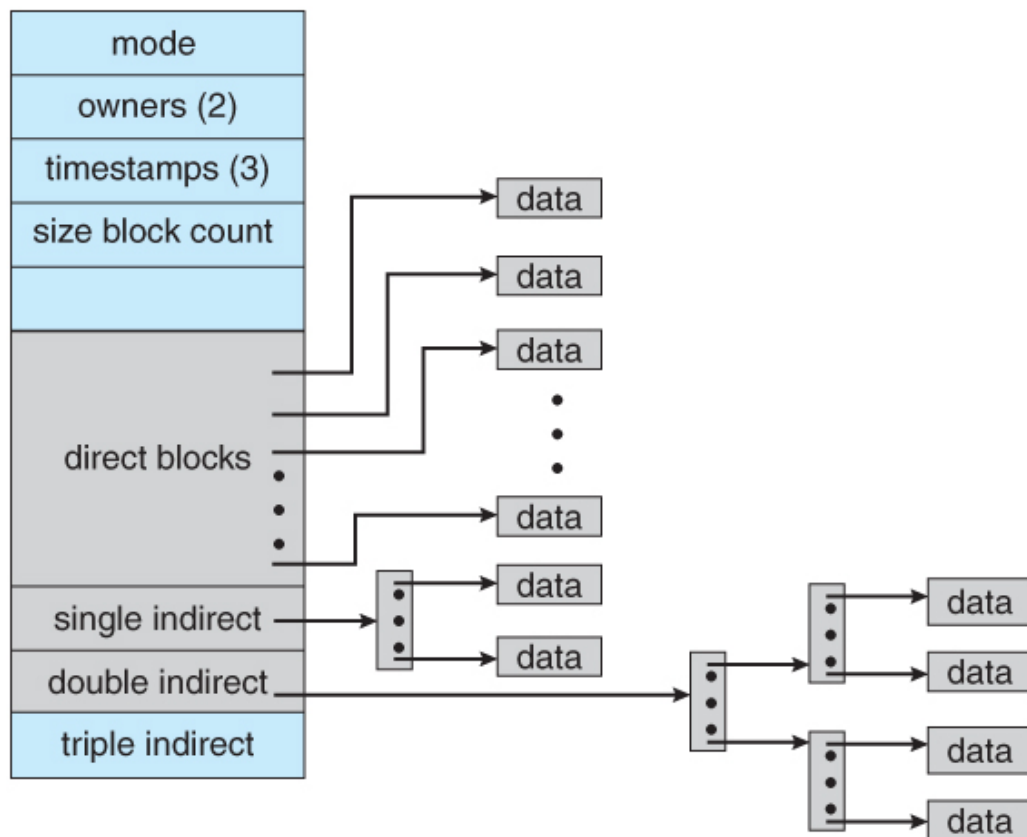 mode
owners (2)
timestamps (3)
size block count
direct blocks
single indirect
double indirect
triple indirect
data
data
data
data
data
data
data
data
data
data